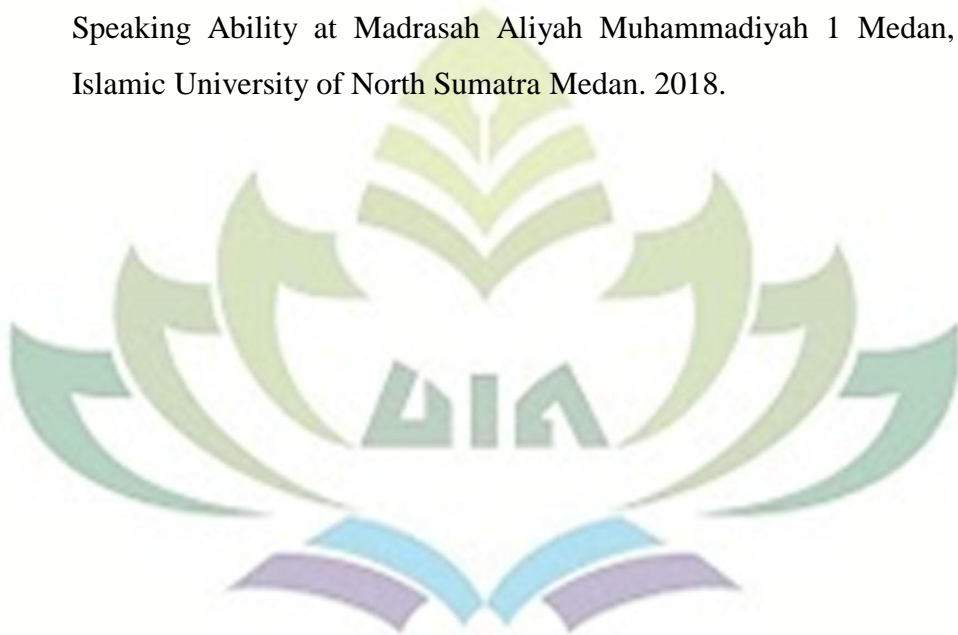 Speaking Ability at Madrasah Aliyah Muhammadiyah 1 Medan,
Islamic University of North Sumatra Medan. 2018.
UIN